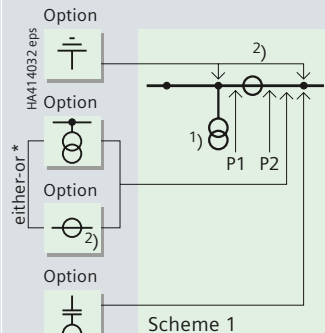 Option
HA414032 eps
2)
Option
1)
P1 P2
either-or *
Option
2)
Option
Scheme 1